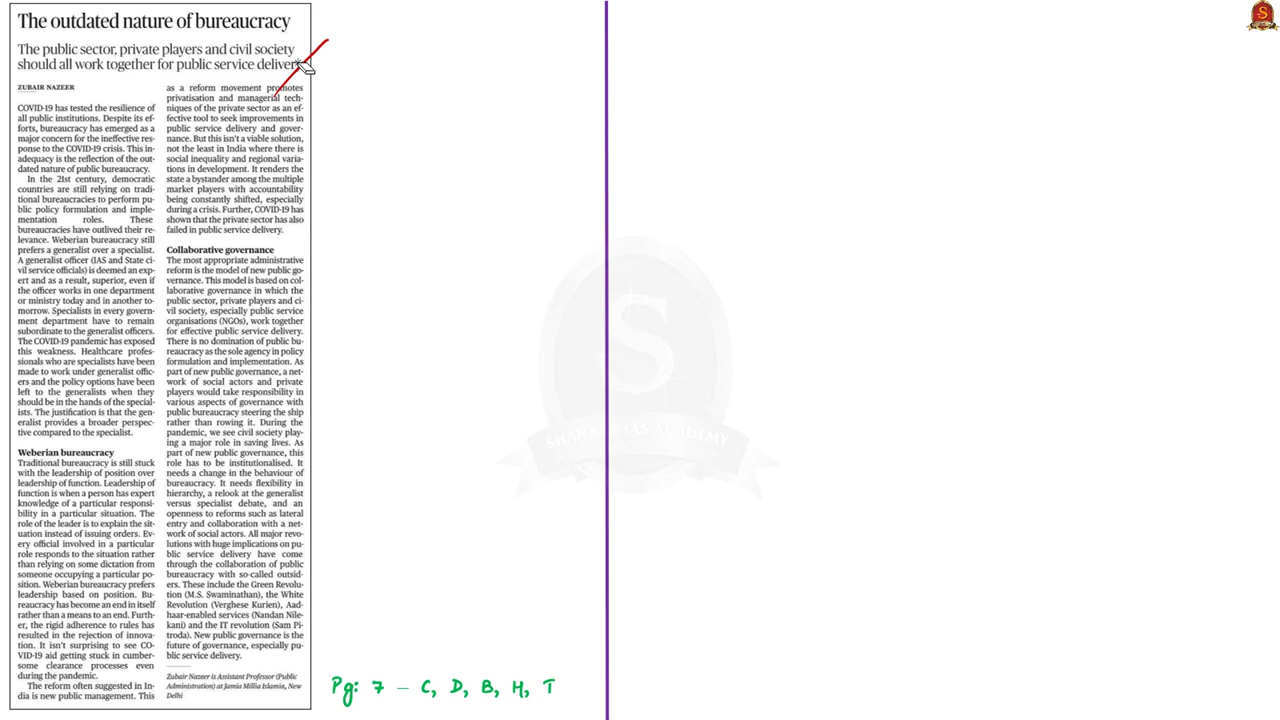 The outdated nature of bureaucracy
The public sector, private players and civil society
should all work together for public service delivery
ZUBAIR NAZEER
COVID-19 has tested the resilience of
all public institutions. Despite its ef-
forts, bureaucracy has emerged as a
major concern for the ineffective res-
ponse to the COVID-19 crisis. This in-
adequacy is the reflection of the out-
dated nature of public bureaucracy.
In the 21st century, democratic
countries are still relying on tradi-
tional bureaucracies to perform pu-
blic policy formulation and imple-
mentation roles. These
bureaucracies have outlived their re-
levance. Weberian bureaucracy still
prefers a generalist over a specialist.
A generalist officer (IAS and State ci-
vil service officials) is deemed an exp-
ert and as a result, superior, even if
the officer works in one department
or ministry today and in another to-
morrow. Specialists in every govern-
ment department have to remain
subordinate to the generalist officers.
The COVID-19 pandemic has exposed
this weakness. Healthcare profes-
sionals who are specialists have been
made to work under generalist offic-
ers and the policy options have been
left to the generalists when they
should be in the hands of the special-
ists. The justification is that the gen-
eralist provides a broader perspec-
tive compared to the specialist.
Weberian bureaucracy
Traditional bureaucracy is still stuck
with the leadership of position over
leadership of function. Leadership of
function is when a person has expert
knowledge of a particular responsi-
bility in a particular situation. The
role of the leader is to explain the sit-
uation instead of issuing orders. Ev-
ery official involved in a particular
role responds to the situation rather
than relying on some dictation from
someone occupying a particular po-
sition. Weberian bureaucracy prefers
leadership based on position. Bu-
reaucracy has become an end in itself
rather than a means to an end. Furth-
er, the rigid adherence to rules has
resulted in the rejection of innova-
tion. It isn't surprising to see CO-
VID-19 aid getting stuck in cumber-
some clearance processes even
during the pandemic.
The reform often suggested in In-
dia is new public management. This
as a reform movement promotes
privatisation and managerial tech-
niques of the private sector as an ef-
fective tool to seek improvements in
public service delivery and gover-
nance. But this isn't a viable solution,
not the least in India where there is
social inequality and regional varia-
tions in development. It renders the
state a bystander among the multiple
market players with accountability
being constantly shifted, especially
during a crisis. Further, COVID-19 has
shown that the private sector has also
failed in public service delivery.
Collaborative governance
The most appropriate administrative
reform is the model of new public go-
vernance. This model is based on col-
laborative governance in which the
public sector, private players and ci-
vil society, especially public service
organisations (NGOs), work together
for effective public service delivery.
There is no domination of public bu-
reaucracy as the sole agency in policy
formulation and implementation. As
part of new public governance, a net-
work of social actors and private
players would take responsibility in
various aspects of governance with
public bureaucracy steering the ship
rather than rowing it. During the
pandemic, we see civil society play-
ing a major role in saving lives. As
part of new public governance, this
role has to be institutionalised. It
needs a change in the behaviour of
bureaucracy. It needs flexibility in
hierarchy, a relook at the generalist
versus specialist debate, and an
openness to reforms such as lateral
entry and collaboration with a net-
work of social actors. All major revo-
lutions with huge implications on pu-
blic service delivery have come
through the collaboration of public
bureaucracy with so-called outsid-
ers. These include the Green Revolu-
tion (M.S. Swaminathan), the White
Revolution (Verghese Kurien), Aad-
haar-enabled services (Nandan Nile-
kani) and the IT revolution (Sam Pi-
troda). New public governance is the
future of governance, especially pu-
blic service delivery.
Zubair Nazeer is Assistant Professor (Public
Administration) at Jamia Millia Islamia, New
Delhi
Pg: 7 – C, D, B, H, T
S
SHANKAR IAS ACADEMY